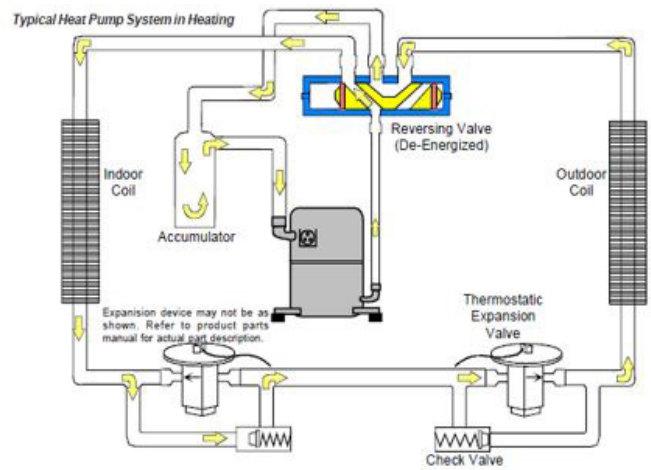 Typical Heat Pump System in Heating
Reversing Valve
(De-Energized)
Indoor
Coil
Outdoor
Coil
Accumulator
Expanision device may not be as
shown. Refer to product parts
manual for actual part description.
Thermostatic
Expansion
Valve
Check Valve